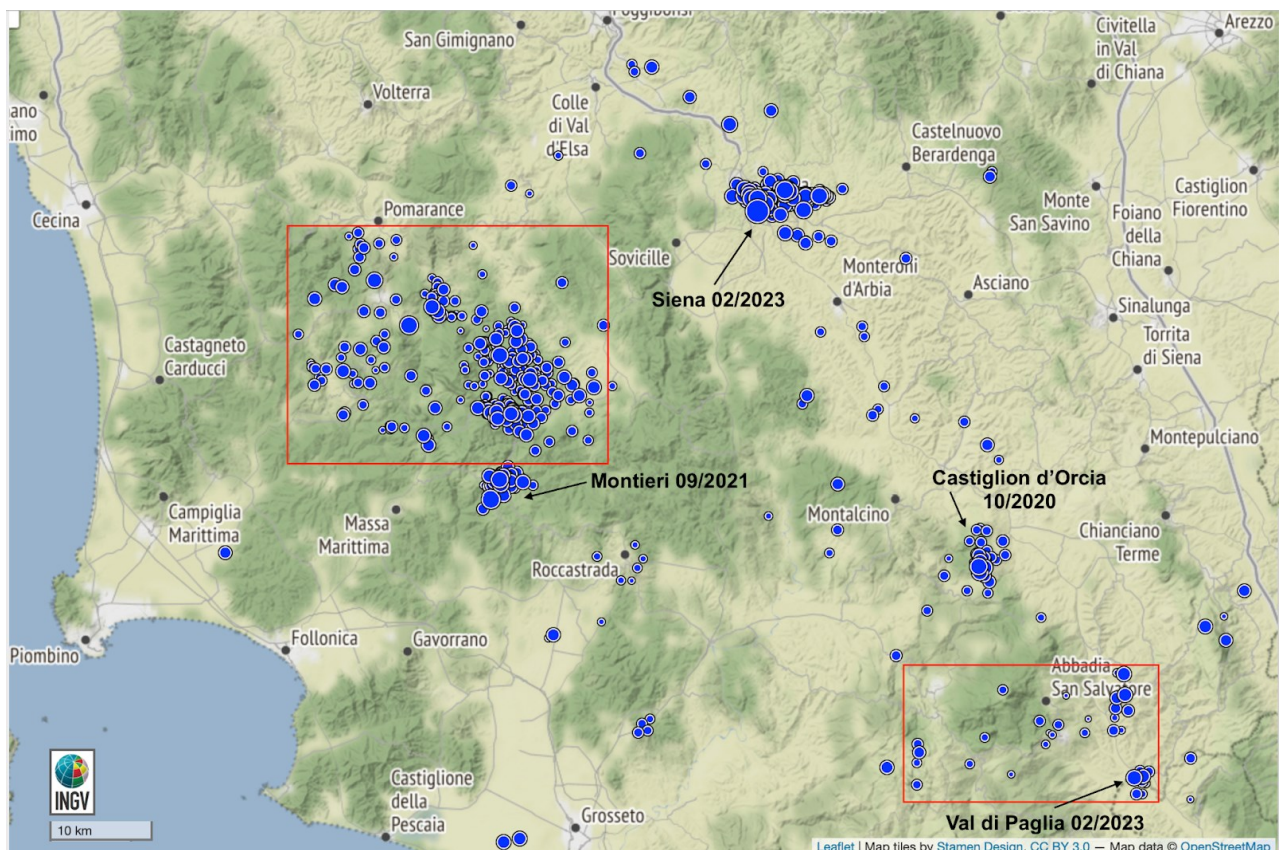 Poggibonsi
San Gimignano
Civitella
in Val
di Chiana
Arezzo
Volterra
Colle
di Val
d'Elsa
ano
imo
Castelnuovo
Berardenga
Cecina
Pomarance
Monte
San Savino
Castiglion
Fiorentino
Foiano
della
Chiana
Sovicille
Siena 02/2023
Monteroni
d'Arbia
Asciano
Sinalunga
Torrita
di Siena
Castagneto
Carducci
Montepulciano
Montieri 09/2021
Castiglion d'Orcia
10/2020
Campiglia
Marittima
Massa
Marittima
Montalcino
Chianciano
Terme
Roccastrada
Piombino
Follonica
Gavorrano
Abbadia
San Salvatore
INGV
10 km
Castiglione
della
Pescaia
Grosseto
Val di Paglia 02/2023
Leaflet | Map tiles by Stamen Design, CC BY 3.0 — Map data © OpenStreetMap